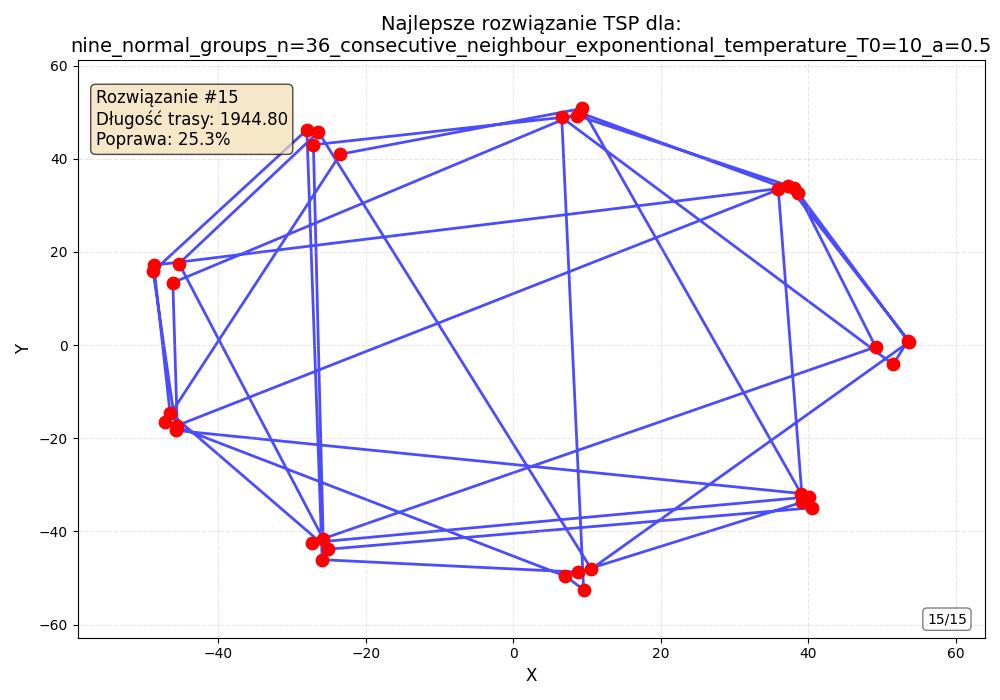 Najlepsze rozwiązanie TSP dla:
nine_normal_groups_n=36_consecutive_neighbour_exponentional_temperature_T0=10_a=0.5
Rozwiązanie #15
Długość trasy: 1944.80
Poprawa: 25.3%
60
40
20
0
−20
−40
−60
Y
15/15
−40
−20
0
20
40
60
X